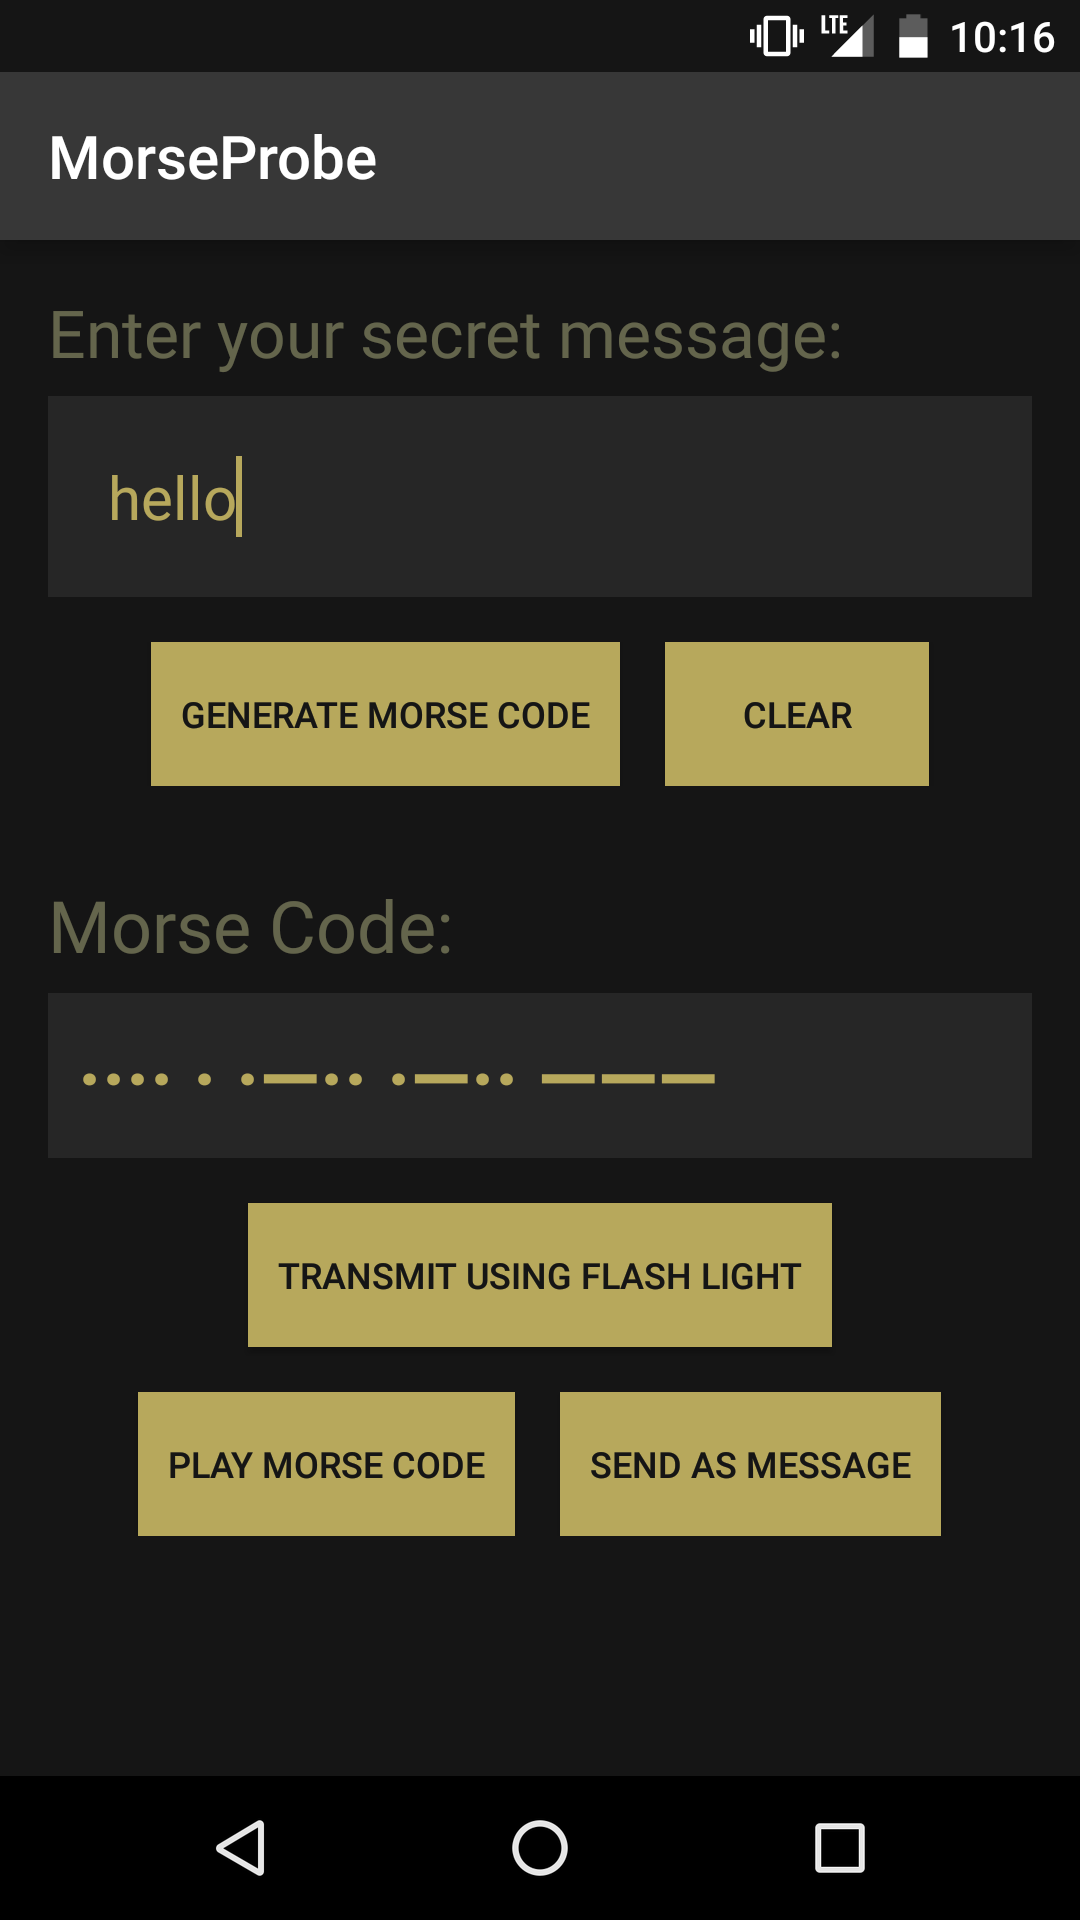 LTE 10:16
MorseProbe
Enter your secret message:
hello
GENERATE MORSE CODE CLEAR
Morse Code:
•••• • •—•• •—•• — — —
TRANSMIT USING FLASH LIGHT
PLAY MORSE CODE SEND AS MESSAGE